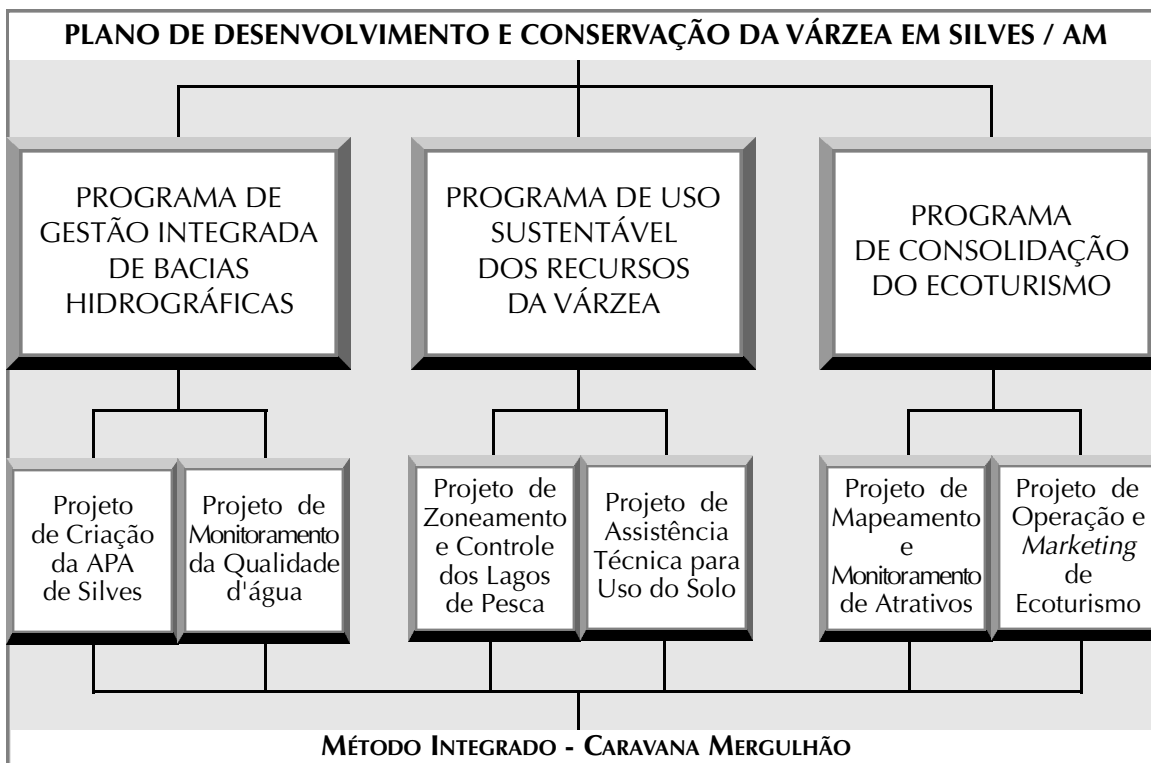 PLANO DE DESENVOLVIMENTO E CONSERVAÇÃO DA VÁRZEA EM SILVES / AM
PROGRAMA DE
GESTÃO INTEGRADA
DE BACIAS
HIDROGRÁFICAS
PROGRAMA DE USO
SUSTENTÁVEL
DOS RECURSOS
DA VÁRZEA
PROGRAMA
DE CONSOLIDAÇÃO
DO ECOTURISMO
Projeto
de Criação
da APA
de Silves
Projeto de
Monitoramento
da Qualidade
d'água
Projeto de
Zoneamento
e Controle
dos Lagos
de Pesca
Projeto de
Assistência
Técnica para
Uso do Solo
Projeto de
Mapeamento
e
Monitoramento
de Atrativos
Projeto de
Operação e
Marketing de
Ecoturismo
MÉTODO INTEGRADO - CARAVANA MERGULHÃO